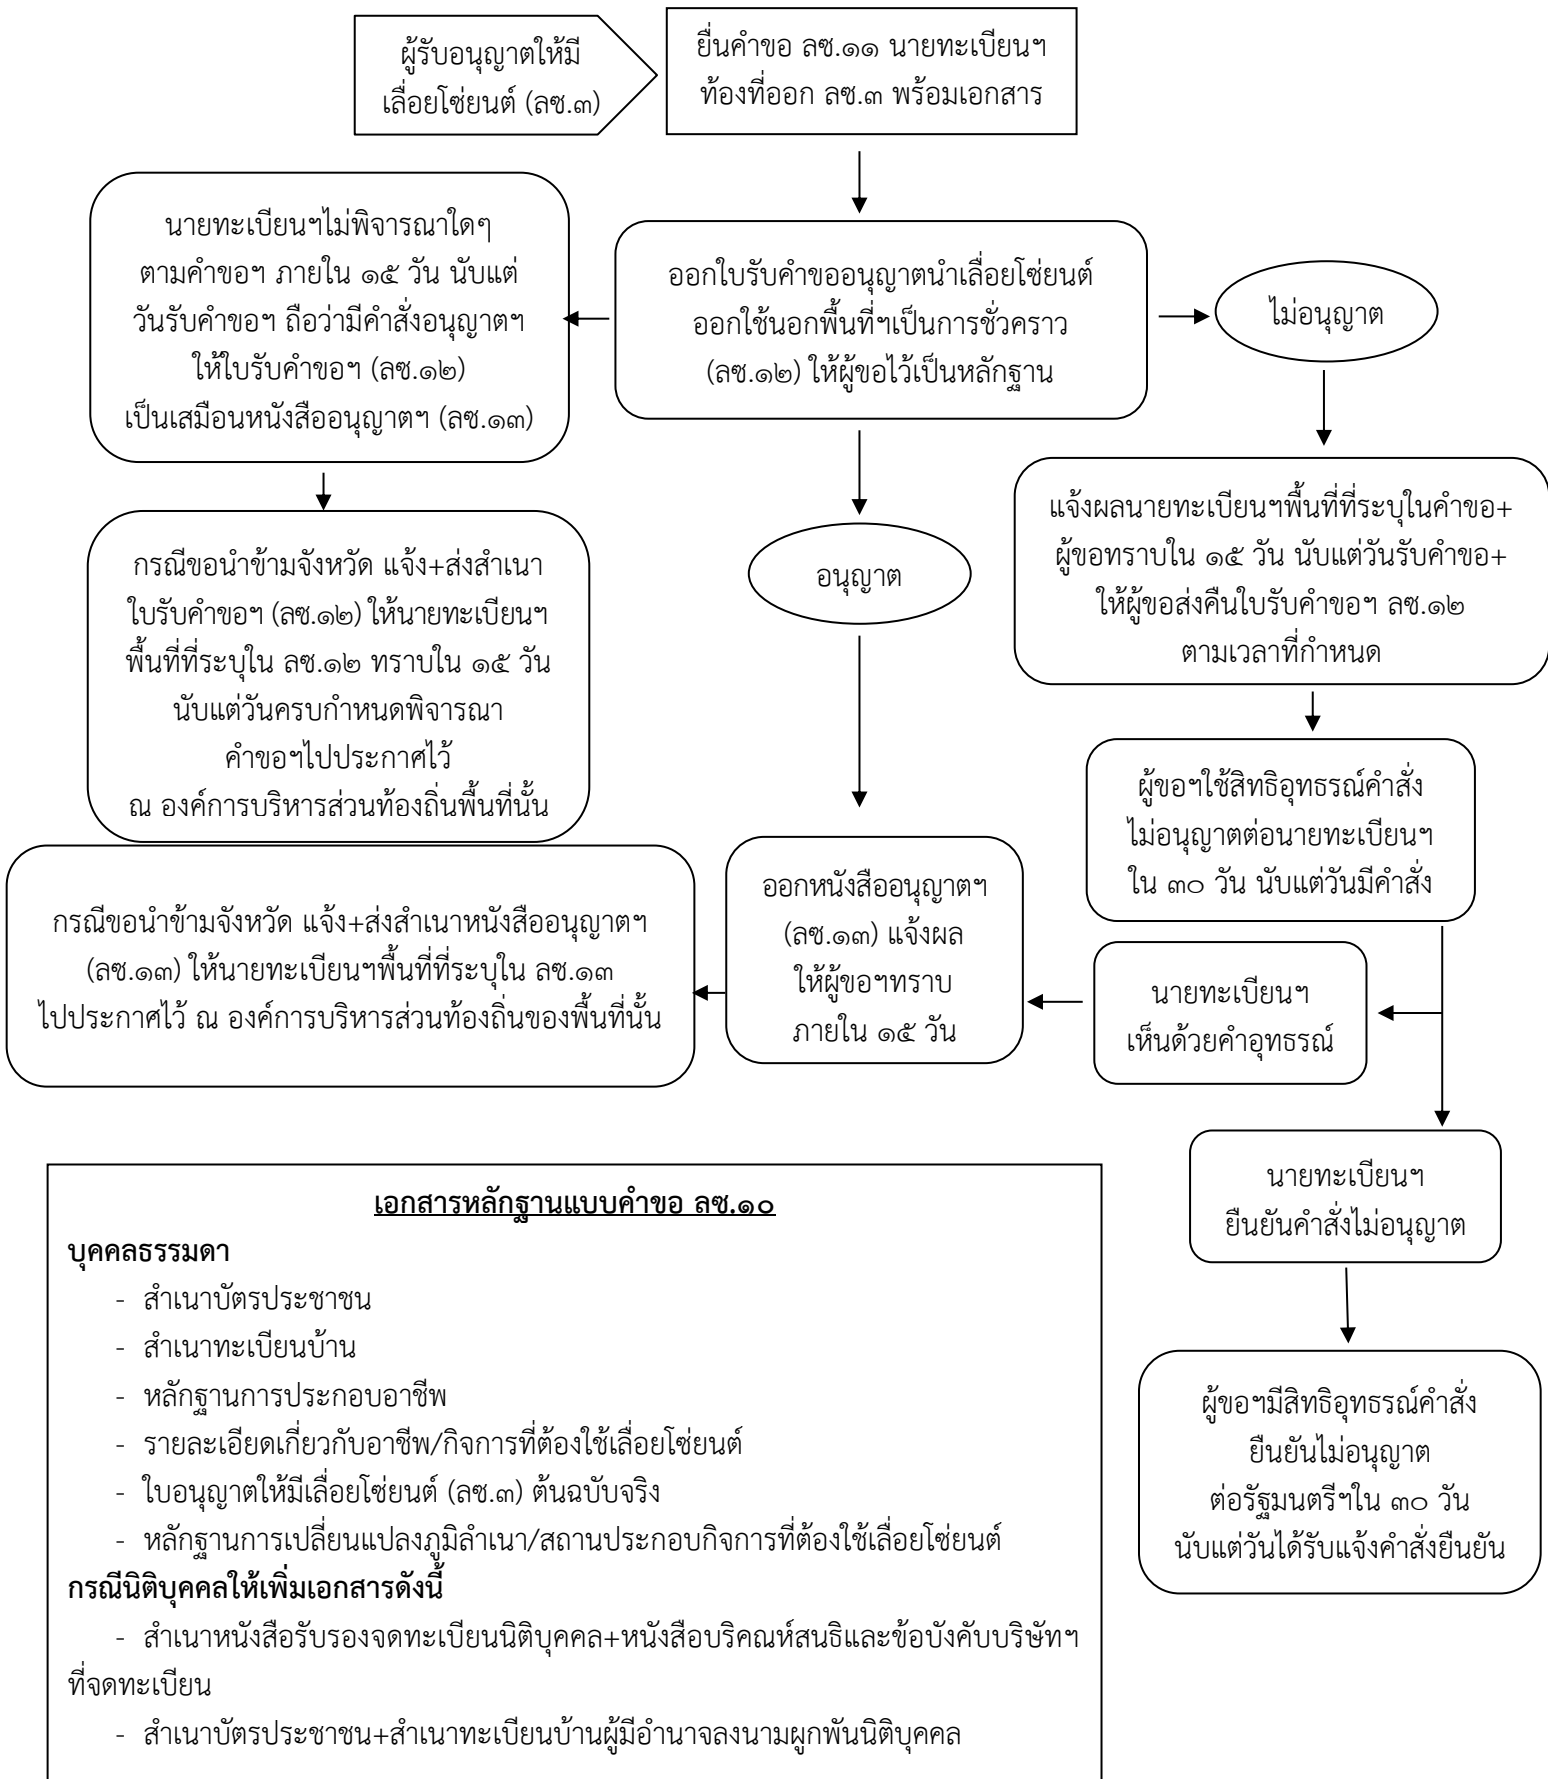 ผู้รับอนุญาตให้มี
เลื่อยโซ่ยนต์ (ลซ.๓)
ยื่นคำขอ ลซ.๑๑ นายทะเบียนฯ
ท้องที่ออก ลซ.๓ พร้อมเอกสาร
นายทะเบียนฯไม่พิจารณาใดๆ
ตามคำขอฯ ภายใน ๑๕ วัน นับแต่
วันรับคำขอฯ ถือว่ามีคำสั่งอนุญาตฯ
ให้ใบรับคำขอฯ (ลซ.๑๒)
เป็นเสมือนหนังสืออนุญาตฯ (ลซ.๑๓)
ออกใบรับคำขออนุญาตนำเลื่อยโซ่ยนต์
ออกใช้นอกพื้นที่ฯเป็นการชั่วคราว
(ลซ.๑๒) ให้ผู้ขอไว้เป็นหลักฐาน
ไม่อนุญาต
กรณีขอนำข้ามจังหวัด แจ้ง+ส่งสำเนา
ใบรับคำขอฯ (ลซ.๑๒) ให้นายทะเบียนฯ
พื้นที่ที่ระบุใน ลซ.๑๒ ทราบใน ๑๕ วัน
นับแต่วันครบกำหนดพิจารณา
คำขอฯไปประกาศไว้
ณ องค์การบริหารส่วนท้องถิ่นพื้นที่นั้น
อนุญาต
แจ้งผลนายทะเบียนฯพื้นที่ที่ระบุในคำขอ+
ผู้ขอทราบใน ๑๕ วัน นับแต่วันรับคำขอ+
ให้ผู้ขอส่งคืนใบรับคำขอฯ ลซ.๑๒
ตามเวลาที่กำหนด
ผู้ขอฯใช้สิทธิอุทธรณ์คำสั่ง
ไม่อนุญาตต่อนายทะเบียนฯ
ใน ๓๐ วัน นับแต่วันมีคำสั่ง
กรณีขอนำข้ามจังหวัด แจ้ง+ส่งสำเนาหนังสืออนุญาตฯ
(ลซ.๑๓) ให้นายทะเบียนฯพื้นที่ที่ระบุใน ลซ.๑๓
ไปประกาศไว้ ณ องค์การบริหารส่วนท้องถิ่นของพื้นที่นั้น
ออกหนังสืออนุญาตฯ
(ลซ.๑๓) แจ้งผล
ให้ผู้ขอฯทราบ
ภายใน ๑๕ วัน
นายทะเบียนฯ
เห็นด้วยคำอุทธรณ์
นายทะเบียนฯ
ยืนยันคำสั่งไม่อนุญาต
ผู้ขอฯมีสิทธิอุทธรณ์คำสั่ง
ยืนยันไม่อนุญาต
ต่อรัฐมนตรีฯใน ๓๐ วัน
นับแต่วันได้รับแจ้งคำสั่งยืนยัน
เอกสารหลักฐานแบบคำขอ ลซ.๑๐
บุคคลธรรมดา
- สำเนาบัตรประชาชน
- สำเนาทะเบียนบ้าน
- หลักฐานการประกอบอาชีพ
- รายละเอียดเกี่ยวกับอาชีพ/กิจการที่ต้องใช้เลื่อยโซ่ยนต์
- ใบอนุญาตให้มีเลื่อยโซ่ยนต์ (ลซ.๓) ต้นฉบับจริง
- หลักฐานการเปลี่ยนแปลงภูมิลำเนา/สถานประกอบกิจการที่ต้องใช้เลื่อยโซ่ยนต์
กรณีนิติบุคคลให้เพิ่มเอกสารดังนี้
- สำเนาหนังสือรับรองจดทะเบียนนิติบุคคล+หนังสือบริคณห์สนธิและข้อบังคับบริษัทฯ
ที่จดทะเบียน
- สำเนาบัตรประชาชน+สำเนาทะเบียนบ้านผู้มีอำนาจลงนามผูกพันนิติบุคคล